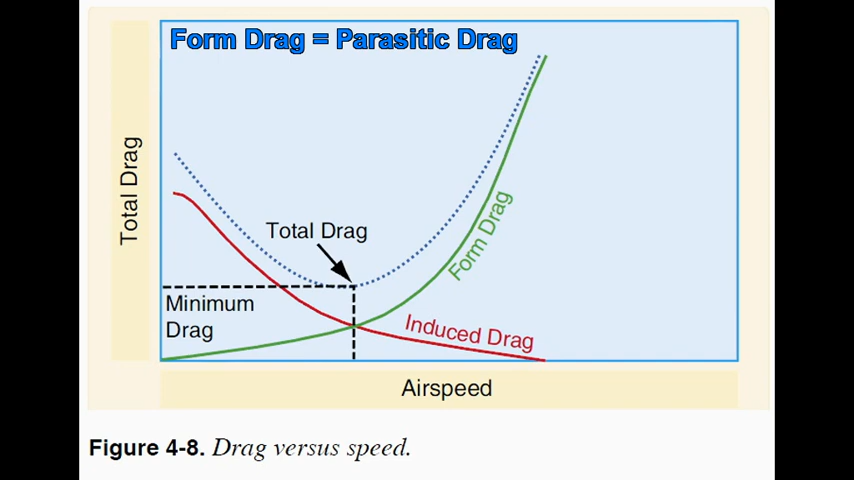 Form Drag = Parasitic Drag
Total Drag
Total Drag
Form Drag
Minimum
Drag
Induced Drag
Airspeed
Figure 4-8. Drag versus speed.